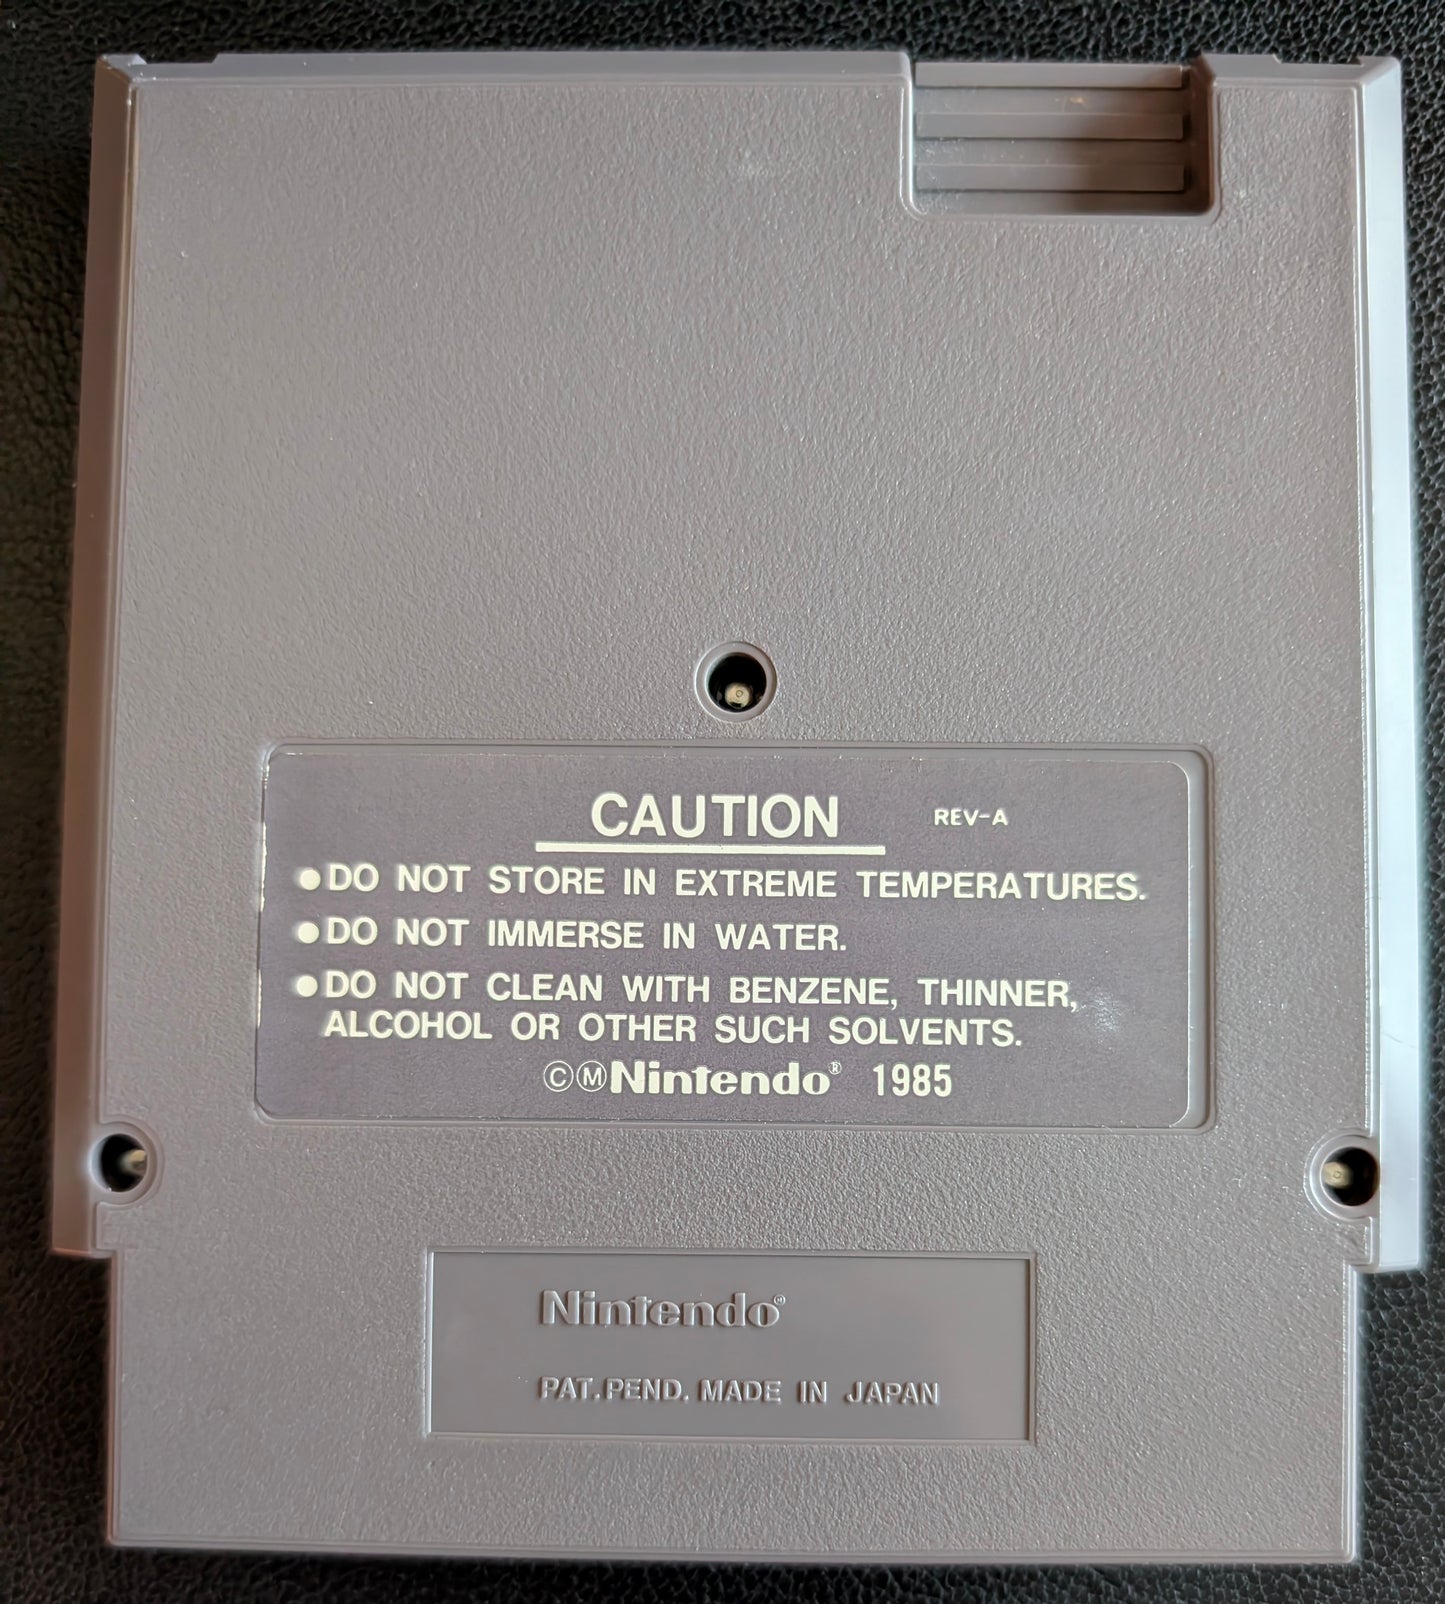 CAUTION REV-A
●DO NOT STORE IN EXTREME TEMPERATURES.
●DO NOT IMMERSE IN WATER.
●DO NOT CLEAN WITH BENZENE, THINNER,
ALCOHOL OR OTHER SUCH SOLVENTS.
©ⓂNintendo® 1985
Nintendo®
PAT.PEND. MADE IN JAPAN